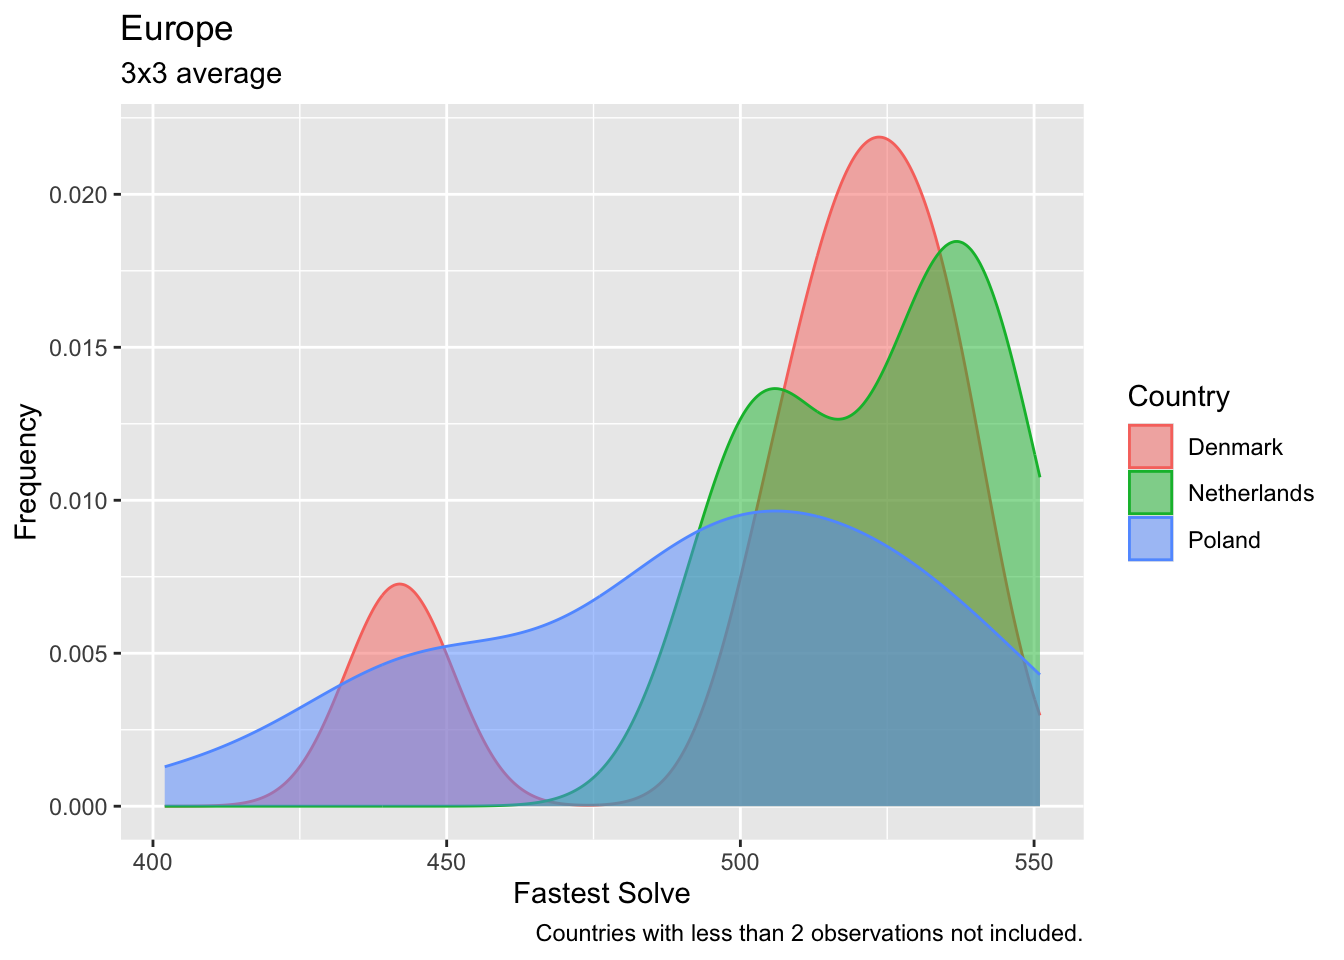 Europe
3x3 average
0.020
0.015
0.010
0.005
0.000
Frequency
400 450 500 550
Fastest Solve
Countries with less than 2 observations not included.
Country
Denmark
Netherlands
Poland